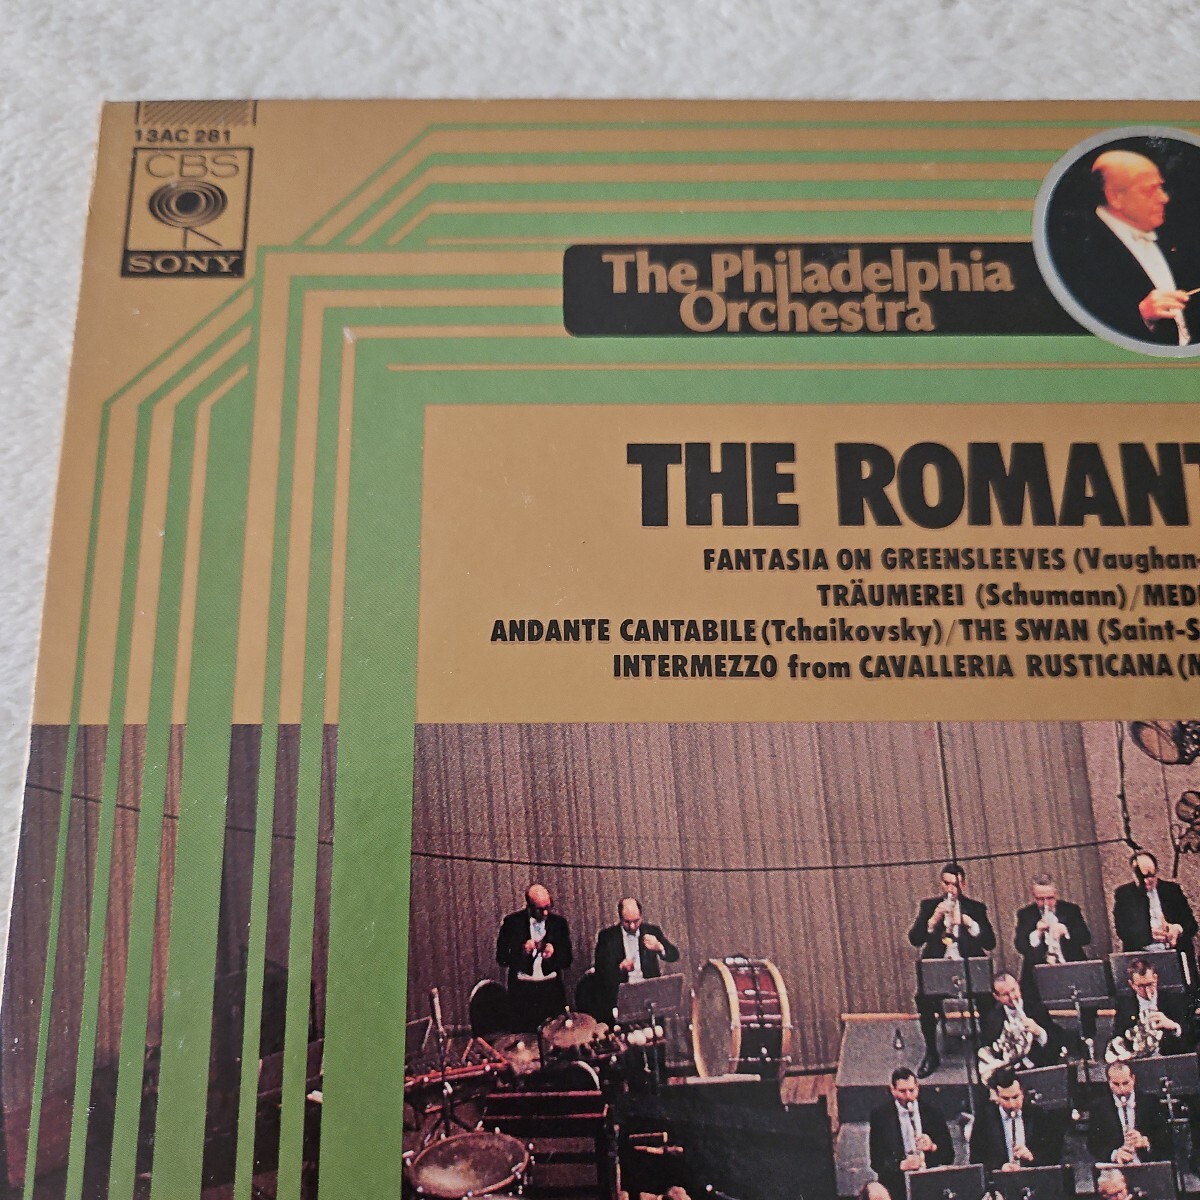 13AC 281
CBS
SONY
The Philadelphia
Orchestra
THE ROMANT
FANTASIA ON GREENSLEEVES (Vaughan-
TRÄUMEREI (Schumann)/MED
ANDANTE CANTABILE (Tchaikovsky)/THE SWAN (Saint-S
INTERMEZZO from CAVALLERIA RUSTICANA (M